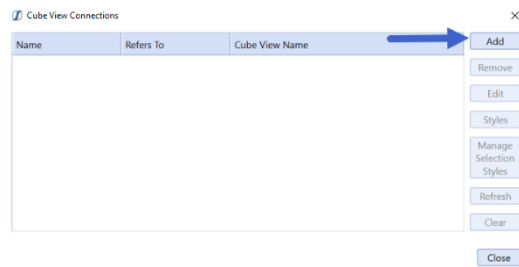 Cube View Connections
Name Refers To Cube View Name
Add
Remove
Edit
Styles
Manage
Selection
Styles
Refresh
Clear
Close